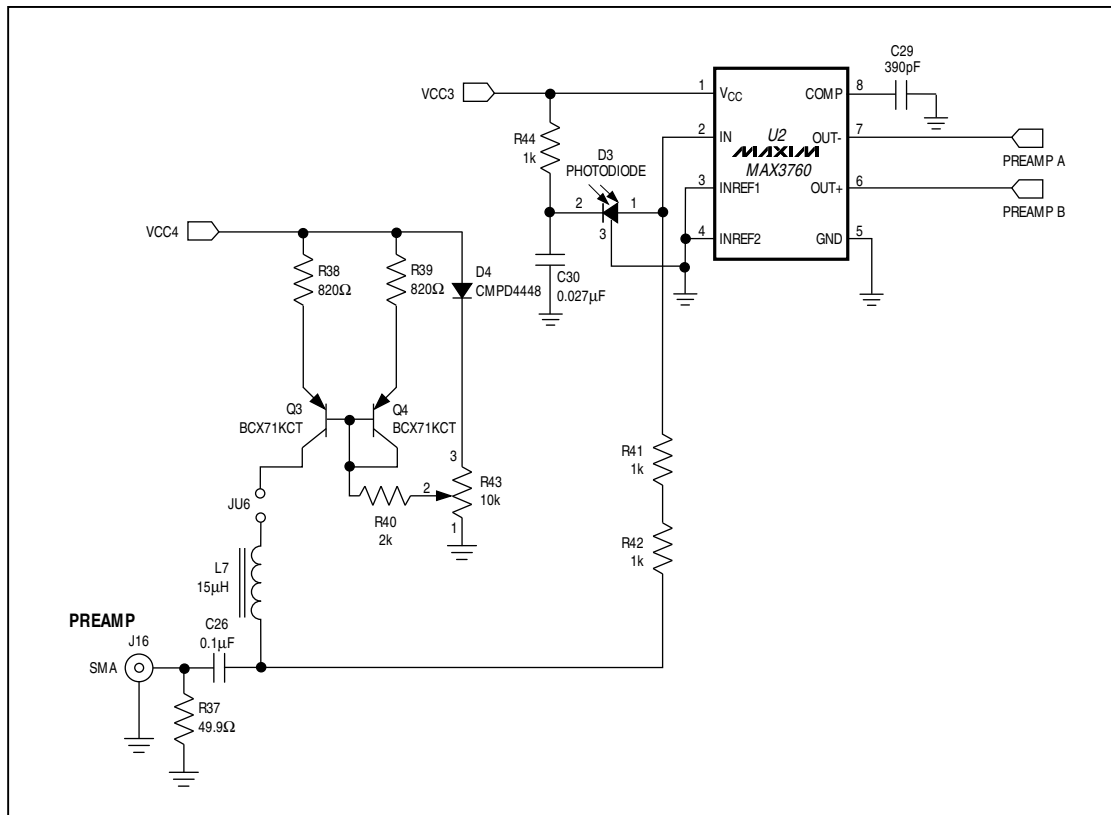 C29
390pF
VCC3
1
VCC
COMP
8
R44
1k
2
IN
U2
MAXIM
MAX3760
OUT-
7
PREAMP A
D3
PHOTODIODE
2
1
3
3
INREF1
OUT+
6
PREAMP B
4
INREF2
GND
5
VCC4
R38
820Ω
R39
820Ω
D4
CMPD4448
C30
0.027µF
Q3
BCX71KCT
Q4
BCX71KCT
3
R43
10k
2
1
R40
2k
R41
1k
R42
1k
JU6
L7
15µH
PREAMP
J16
SMA
C26
0.1µF
R37
49.9Ω